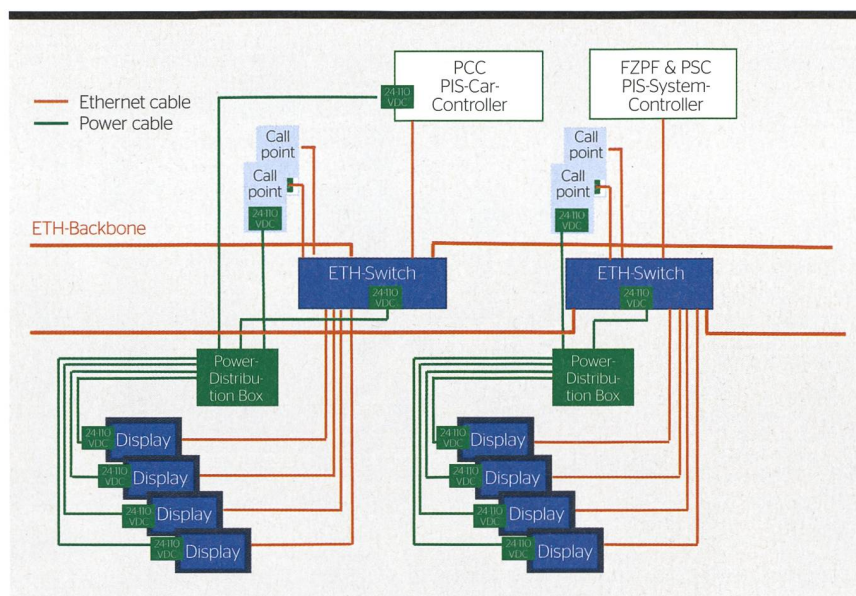 PCC
PIS-Car-
Controller
24-110
VDC
FZPF & PSC
PIS-System-
Controller
Ethernet cable
Power cable
Call
point
Call
point
24-110
VDC
Call
point
Call
point
24-110
VDC
ETH-Backbone
ETH-Switch
24-110
VDC
ETH-Switch
24-110
VDC
Power-
Distribu-
tion Box
Power-
Distribu-
tion Box
24-110
VDC
Display
24-110
VDC
Display
24-110
VDC
Display
24-110
VDC
Display
24-110
VDC
Display
24-110
VDC
Display
24-110
VDC
Display
24-110
VDC
Display